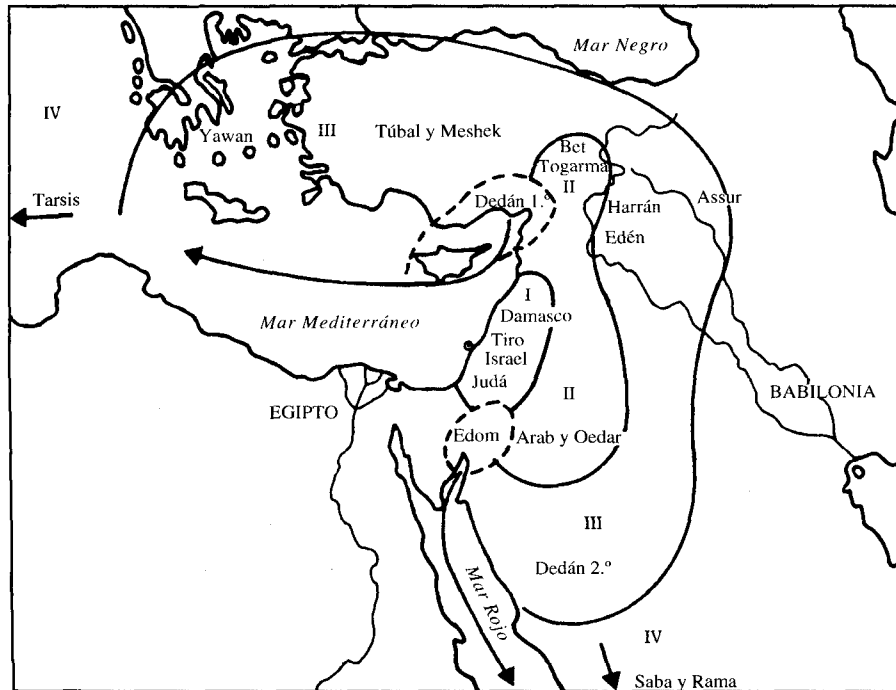 Mar Negro
IV
Yawan
III
Túbal y Meshek
Bet
Togarma
II
Tarsis
Dedán 1.º
Harrán
Assur
Edén
I
Damasco
Mar Mediterráneo
Tiro
Israel
Judá
II
BABILONIA
EGIPTO
Edom
Arab y Oedar
III
Dedán 2.º
Mar Rojo
IV
Saba y Rama